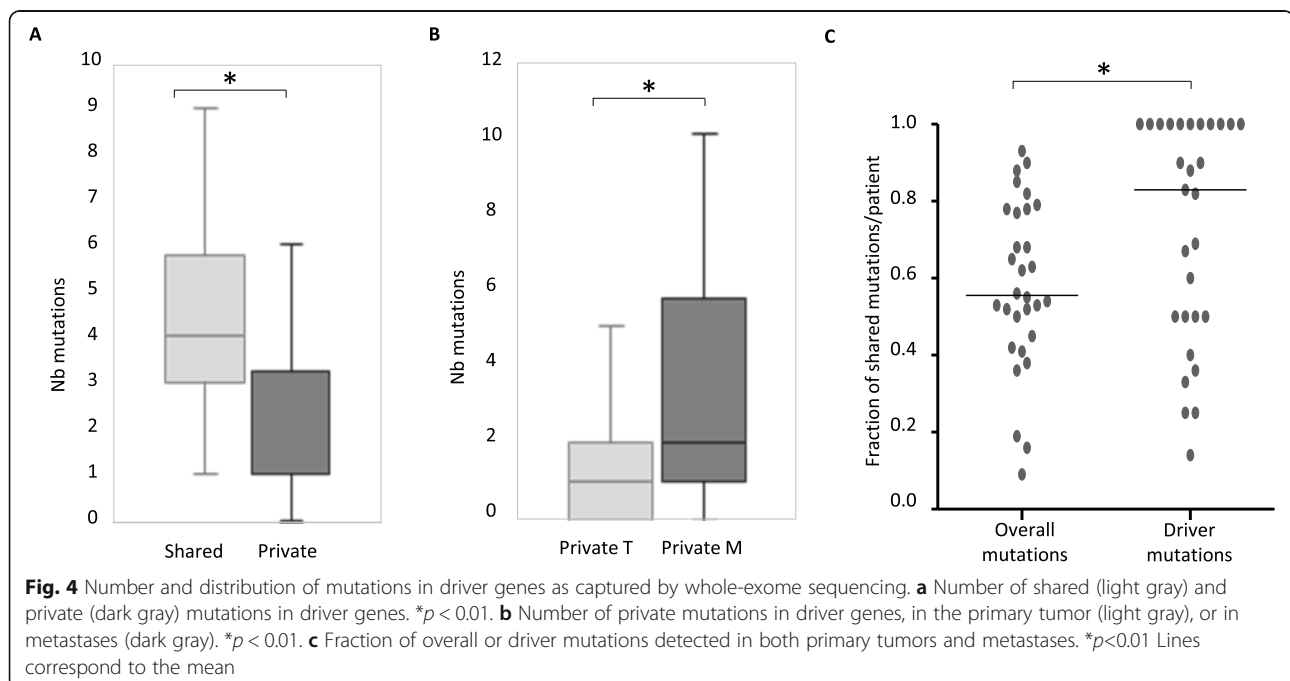 A
B
C
10
9
8
7
6
5
4
3
2
1
0
Nb mutations
*
Shared Private
12
10
8
6
4
2
0
Nb mutations
*
Private T Private M
1.0
0.8
0.6
0.4
0.2
0.0
Fraction of shared mutations/patient
*
Overall
mutations
Driver
mutations
Fig. 4 Number and distribution of mutations in driver genes as captured by whole-exome sequencing. a Number of shared (light gray) and
private (dark gray) mutations in driver genes. *p < 0.01. b Number of private mutations in driver genes, in the primary tumor (light gray), or in
metastases (dark gray). *p < 0.01. c Fraction of overall or driver mutations detected in both primary tumors and metastases. *p<0.01 Lines
correspond to the mean